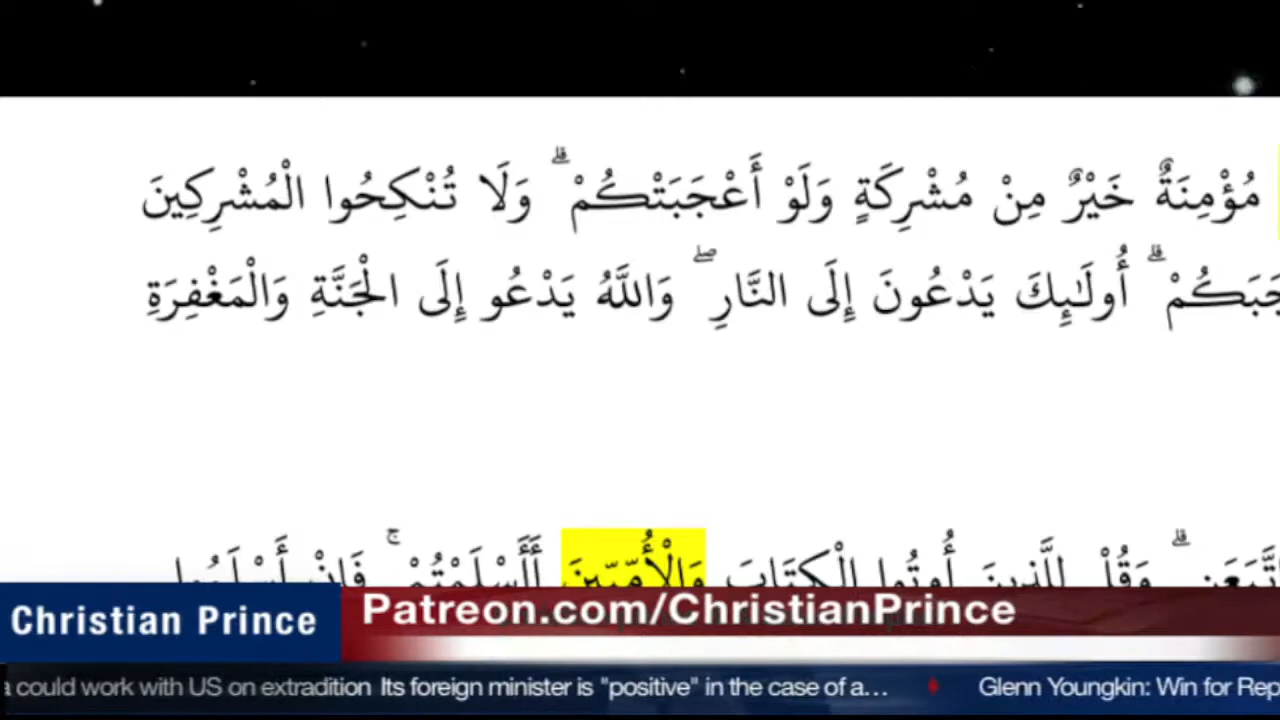 مُؤْمِنَةٌ خَيْرٌ مِنْ مُشْرِكَةٍ وَلَوْ أَعْجَبَتْكُمْ ۗ وَلَا تُنْكِحُوا الْمُشْرِكِينَ
جَبَكُمْ ۗ أُولَٰئِكَ يَدْعُونَ إِلَى النَّارِ ۖ وَاللَّهُ يَدْعُو إِلَى الْجَنَّةِ وَالْمَغْفِرَةِ
اتَّبَعَنِ ۗ وَقُلْ لِلَّذِينَ أُوتُوا الْكِتَابَ وَالْأُمِّيِّينَ أَأَسْلَمْتُمْ ۚ فَإِنْ أَسْلَمُوا
Christian Prince
Patreon.com/ChristianPrince
a could work with US on extradition Its foreign minister is "positive" in the case of a... Glenn Youngkin: Win for Rep